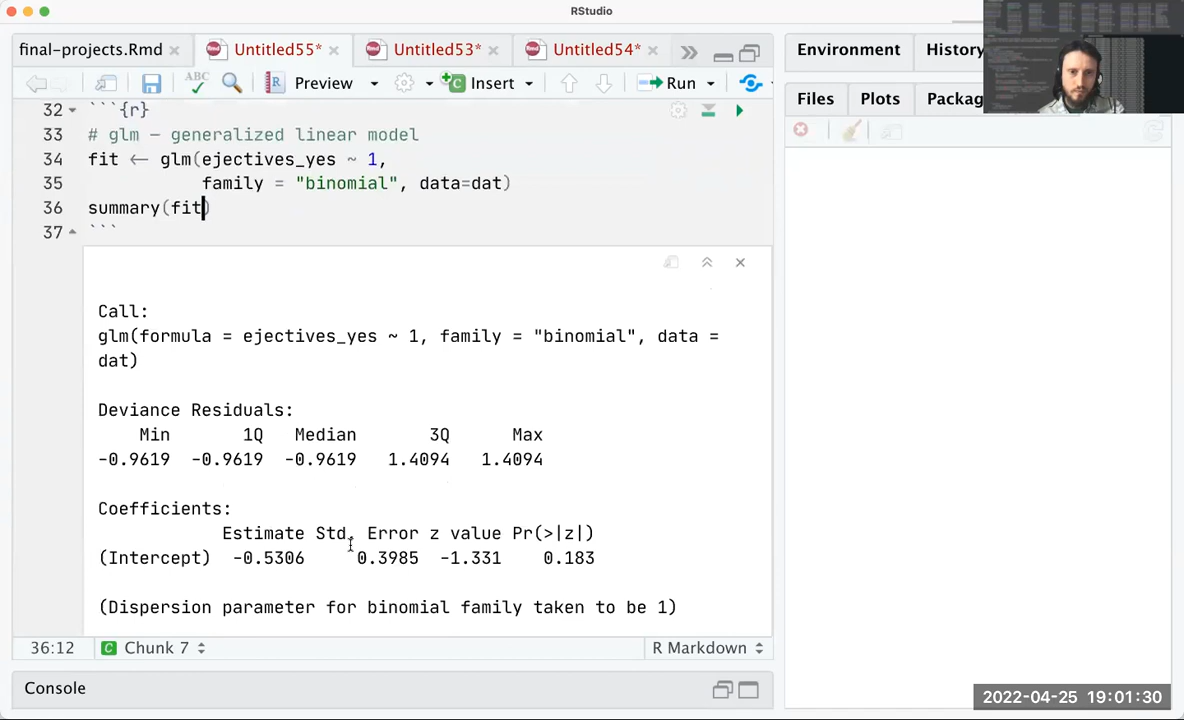 RStudio
final-projects.Rmd × Untitled55* × Untitled53* × Untitled54* × »
ABC Preview Insert Run
32 ```{r}
33 # glm – generalized linear model
34 fit <- glm(ejectives_yes ~ 1,
35 family = "binomial", data=dat)
36 summary(fit)
37 ```
Call:
glm(formula = ejectives_yes ~ 1, family = "binomial", data =
dat)
Deviance Residuals:
Min 1Q Median 3Q Max
-0.9619 -0.9619 -0.9619 1.4094 1.4094
Coefficients:
Estimate Std. Error z value Pr(>|z|)
(Intercept) -0.5306 0.3985 -1.331 0.183
(Dispersion parameter for binomial family taken to be 1)
36:12 C Chunk 7 R Markdown
Console
Environment History
Files Plots Packag
2022-04-25 19:01:30